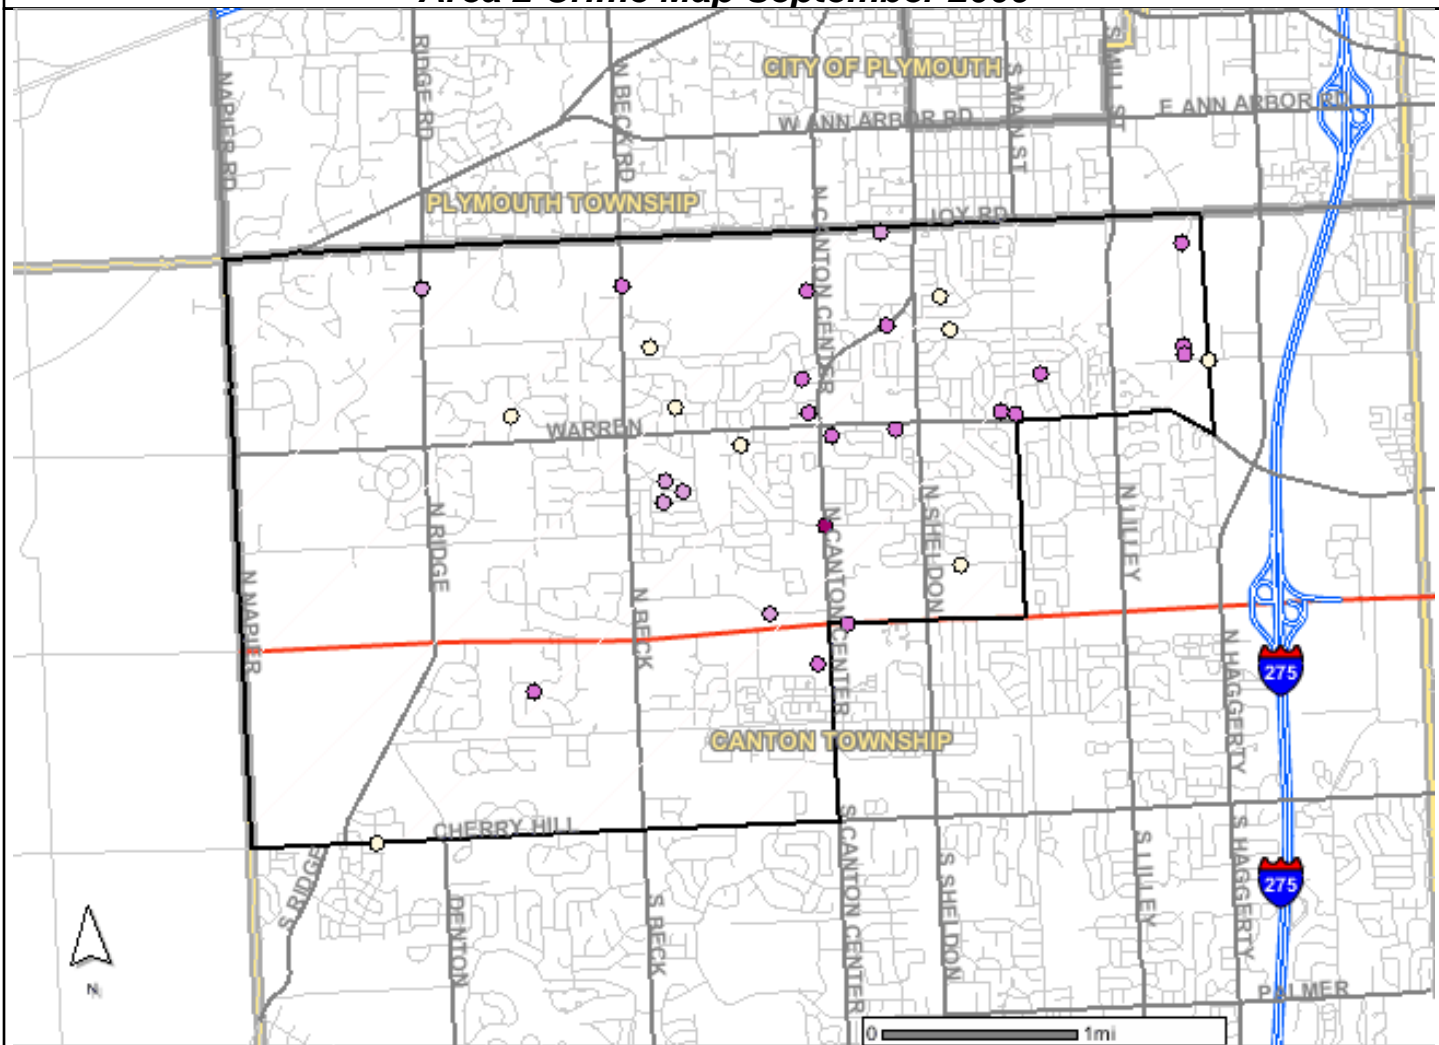 CITY OF PLYMOUTH
RIDGE RD
N BECK RD
S MAIN ST
S MILL ST
NAPIER RD
E ANN ARBOR RD
W ANN ARBOR RD
PLYMOUTH TOWNSHIP
N CANTON CENTER
JOY RD
WARREN
N RIDGE
N SHELDON
N LILLEY
N CANTON CENTER
N NAPIER
N BECK
N HAGGERTY
275
CANTON TOWNSHIP
CHERRY HILL
S RIDGE
S CANTON CENTER
S SHELDON
S LILLEY
S HAGGERTY
275
DENTON
S BECK
N
PALMER
0 1mi